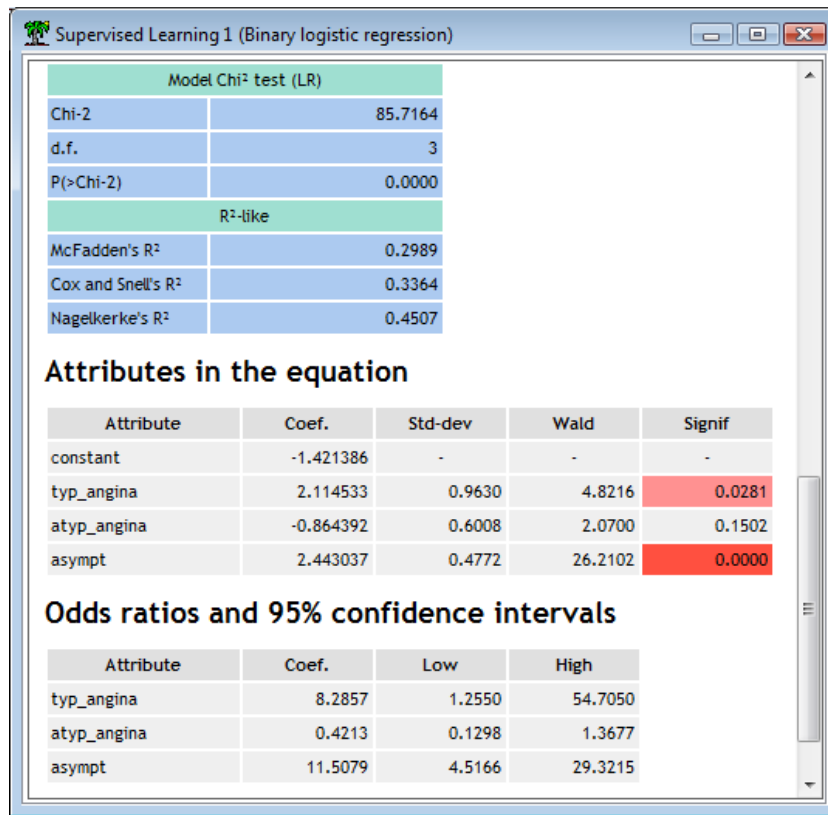 Supervised Learning 1 (Binary logistic regression)
Model Chi² test (LR)
Chi-2 85.7164
d.f. 3
P(>Chi-2) 0.0000
R²-like
McFadden's R² 0.2989
Cox and Snell's R² 0.3364
Nagelkerke's R² 0.4507
Attributes in the equation
Attribute Coef. Std-dev Wald Signif
constant -1.421386 - - -
typ_angina 2.114533 0.9630 4.8216 0.0281
atyp_angina -0.864392 0.6008 2.0700 0.1502
asympt 2.443037 0.4772 26.2102 0.0000
Odds ratios and 95% confidence intervals
Attribute Coef. Low High
typ_angina 8.2857 1.2550 54.7050
atyp_angina 0.4213 0.1298 1.3677
asympt 11.5079 4.5166 29.3215